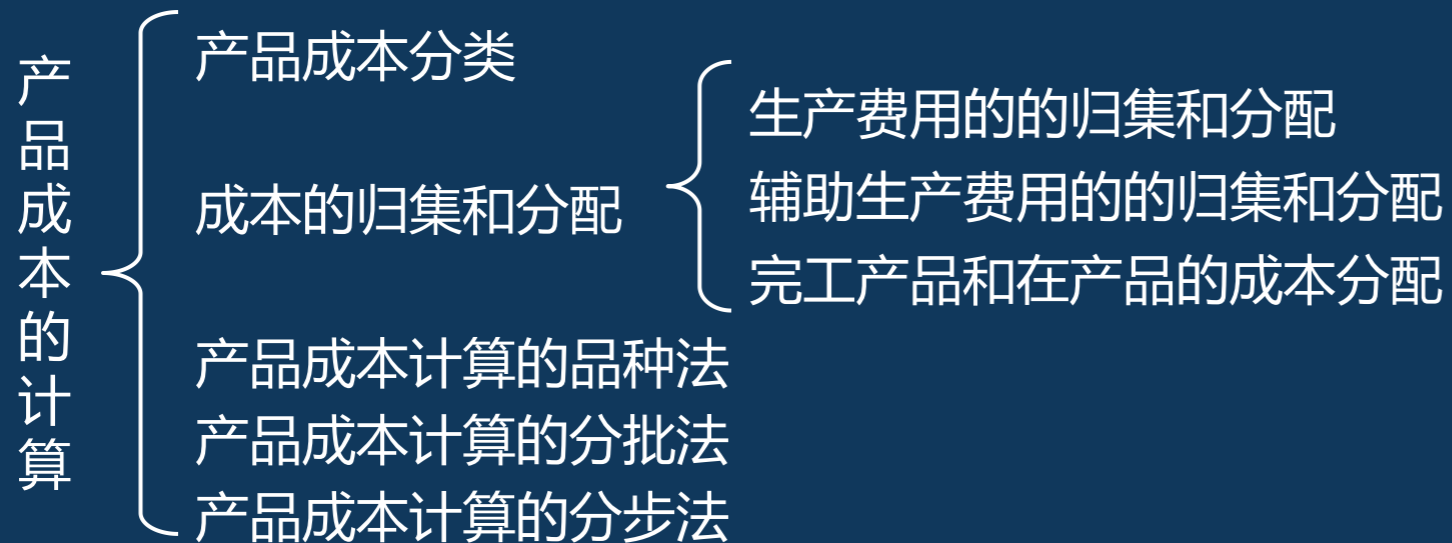 产品成本的计算
产品成本分类
成本的归集和分配
生产费用的的归集和分配
辅助生产费用的的归集和分配
完工产品和在产品的成本分配
产品成本计算的品种法
产品成本计算的分批法
产品成本计算的分步法